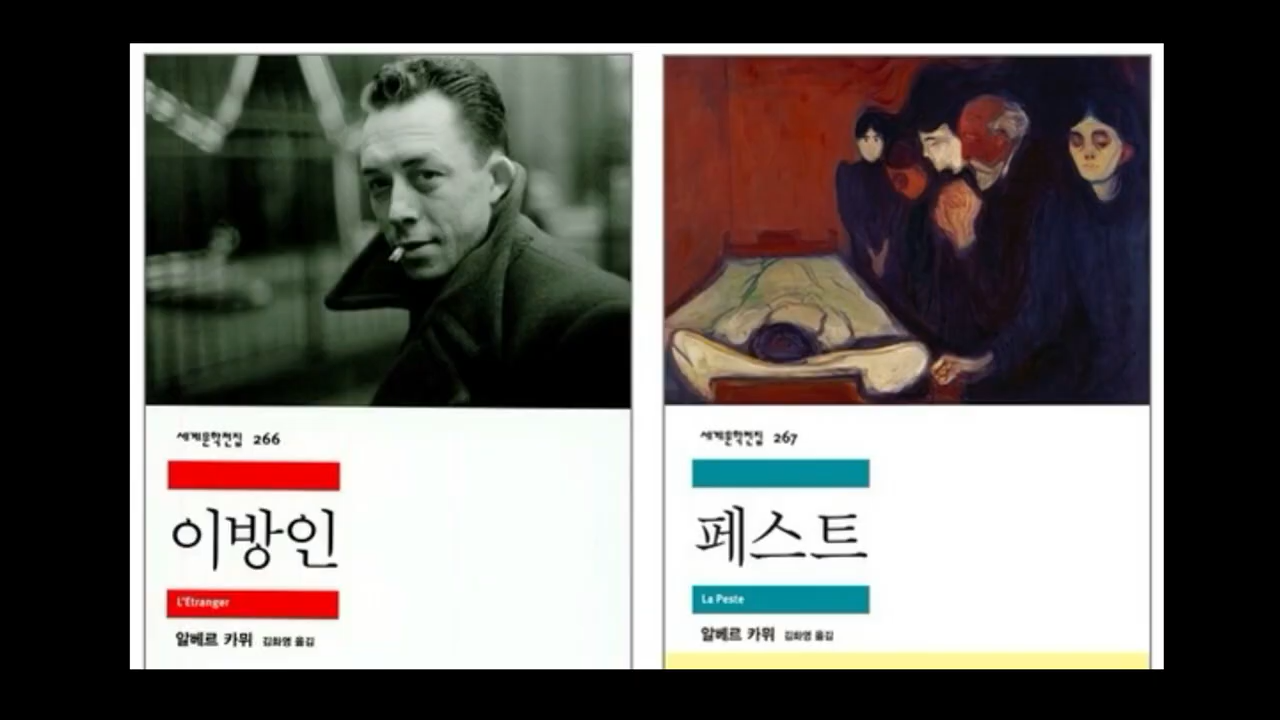 세계문학전집 266
이방인
L'Étranger
알베르 카뮈 김화영 옮김
세계문학전집 267
페스트
La Peste
알베르 카뮈 김화영 옮김